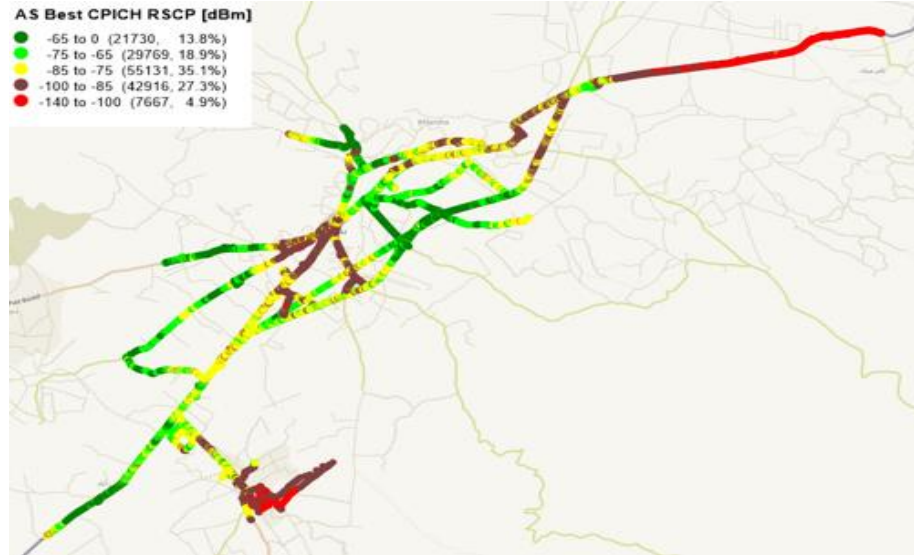 AS Best CPICH RSCP [dBm]
-65 to 0 (21730, 13.8%)
-75 to -65 (29769, 18.9%)
-85 to -75 (55131, 35.1%)
-100 to -85 (42916, 27.3%)
-140 to -100 (7667, 4.9%)